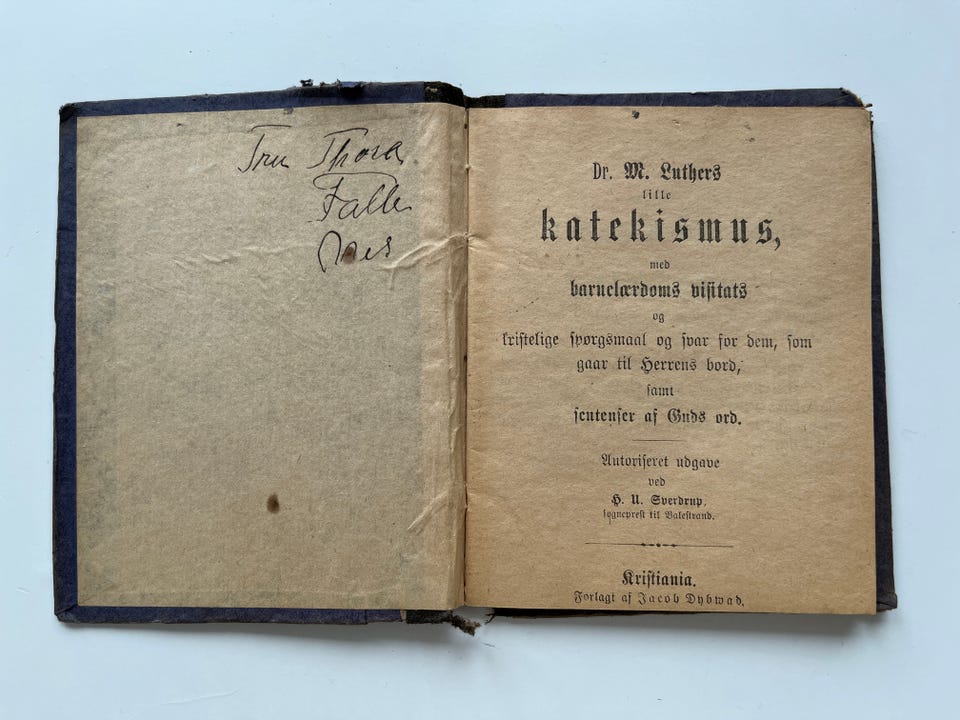 Fru Thora
Falle
Nes
Dr. M. Luthers
lille
katekismus,
med
barnelærdoms visitats
og
kristelige spørgsmaal og svar for dem, som
gaar til Herrens bord,
samt
sentenser af Guds ord.
Autoriseret udgave
ved
H. U. Sverdrup,
sogneprest til Balestrand.
Kristiania.
Forlagt af Jacob Dybwad.